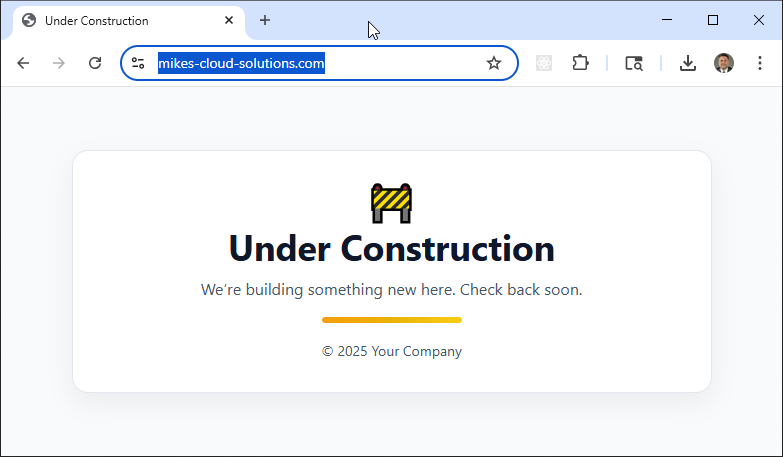 Under Construction
mikes-cloud-solutions.com
Under Construction
We’re building something new here. Check back soon.
© 2025 Your Company